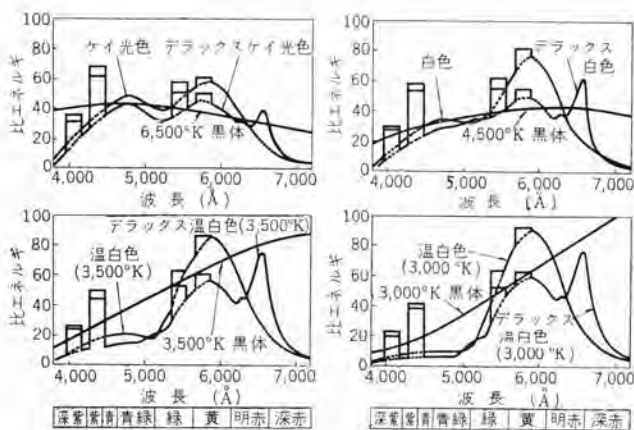 100
80
60
40
20
0
比エネルギ
ケイ光色
デラックスケイ光色
6,500°K 黒体
4,000
5,000
6,000
7,000
波長 (Å)
100
80
60
40
20
0
比エネルギ
白色
デラックス
白色
4,500°K 黒体
4,000
5,000
6,000
7,000
波長 (Å)
100
80
60
40
20
0
比エネルギ
デラックス温白色(3,500°K)
温白色
(3,500°K)
3,500°K 黒体
4,000
5,000
6,000
7,000
波長 (Å)
深紫 紫 青 青緑 緑 黄 明赤 深赤
100
80
60
40
20
0
比エネルギ
温白色
(3,000°K)
3,000°K 黒体
デラックス
温白色
(3,000°K)
4,000
5,000
6,000
7,000
波長 (Å)
深紫 紫 青 青緑 緑 黄 明赤 深赤